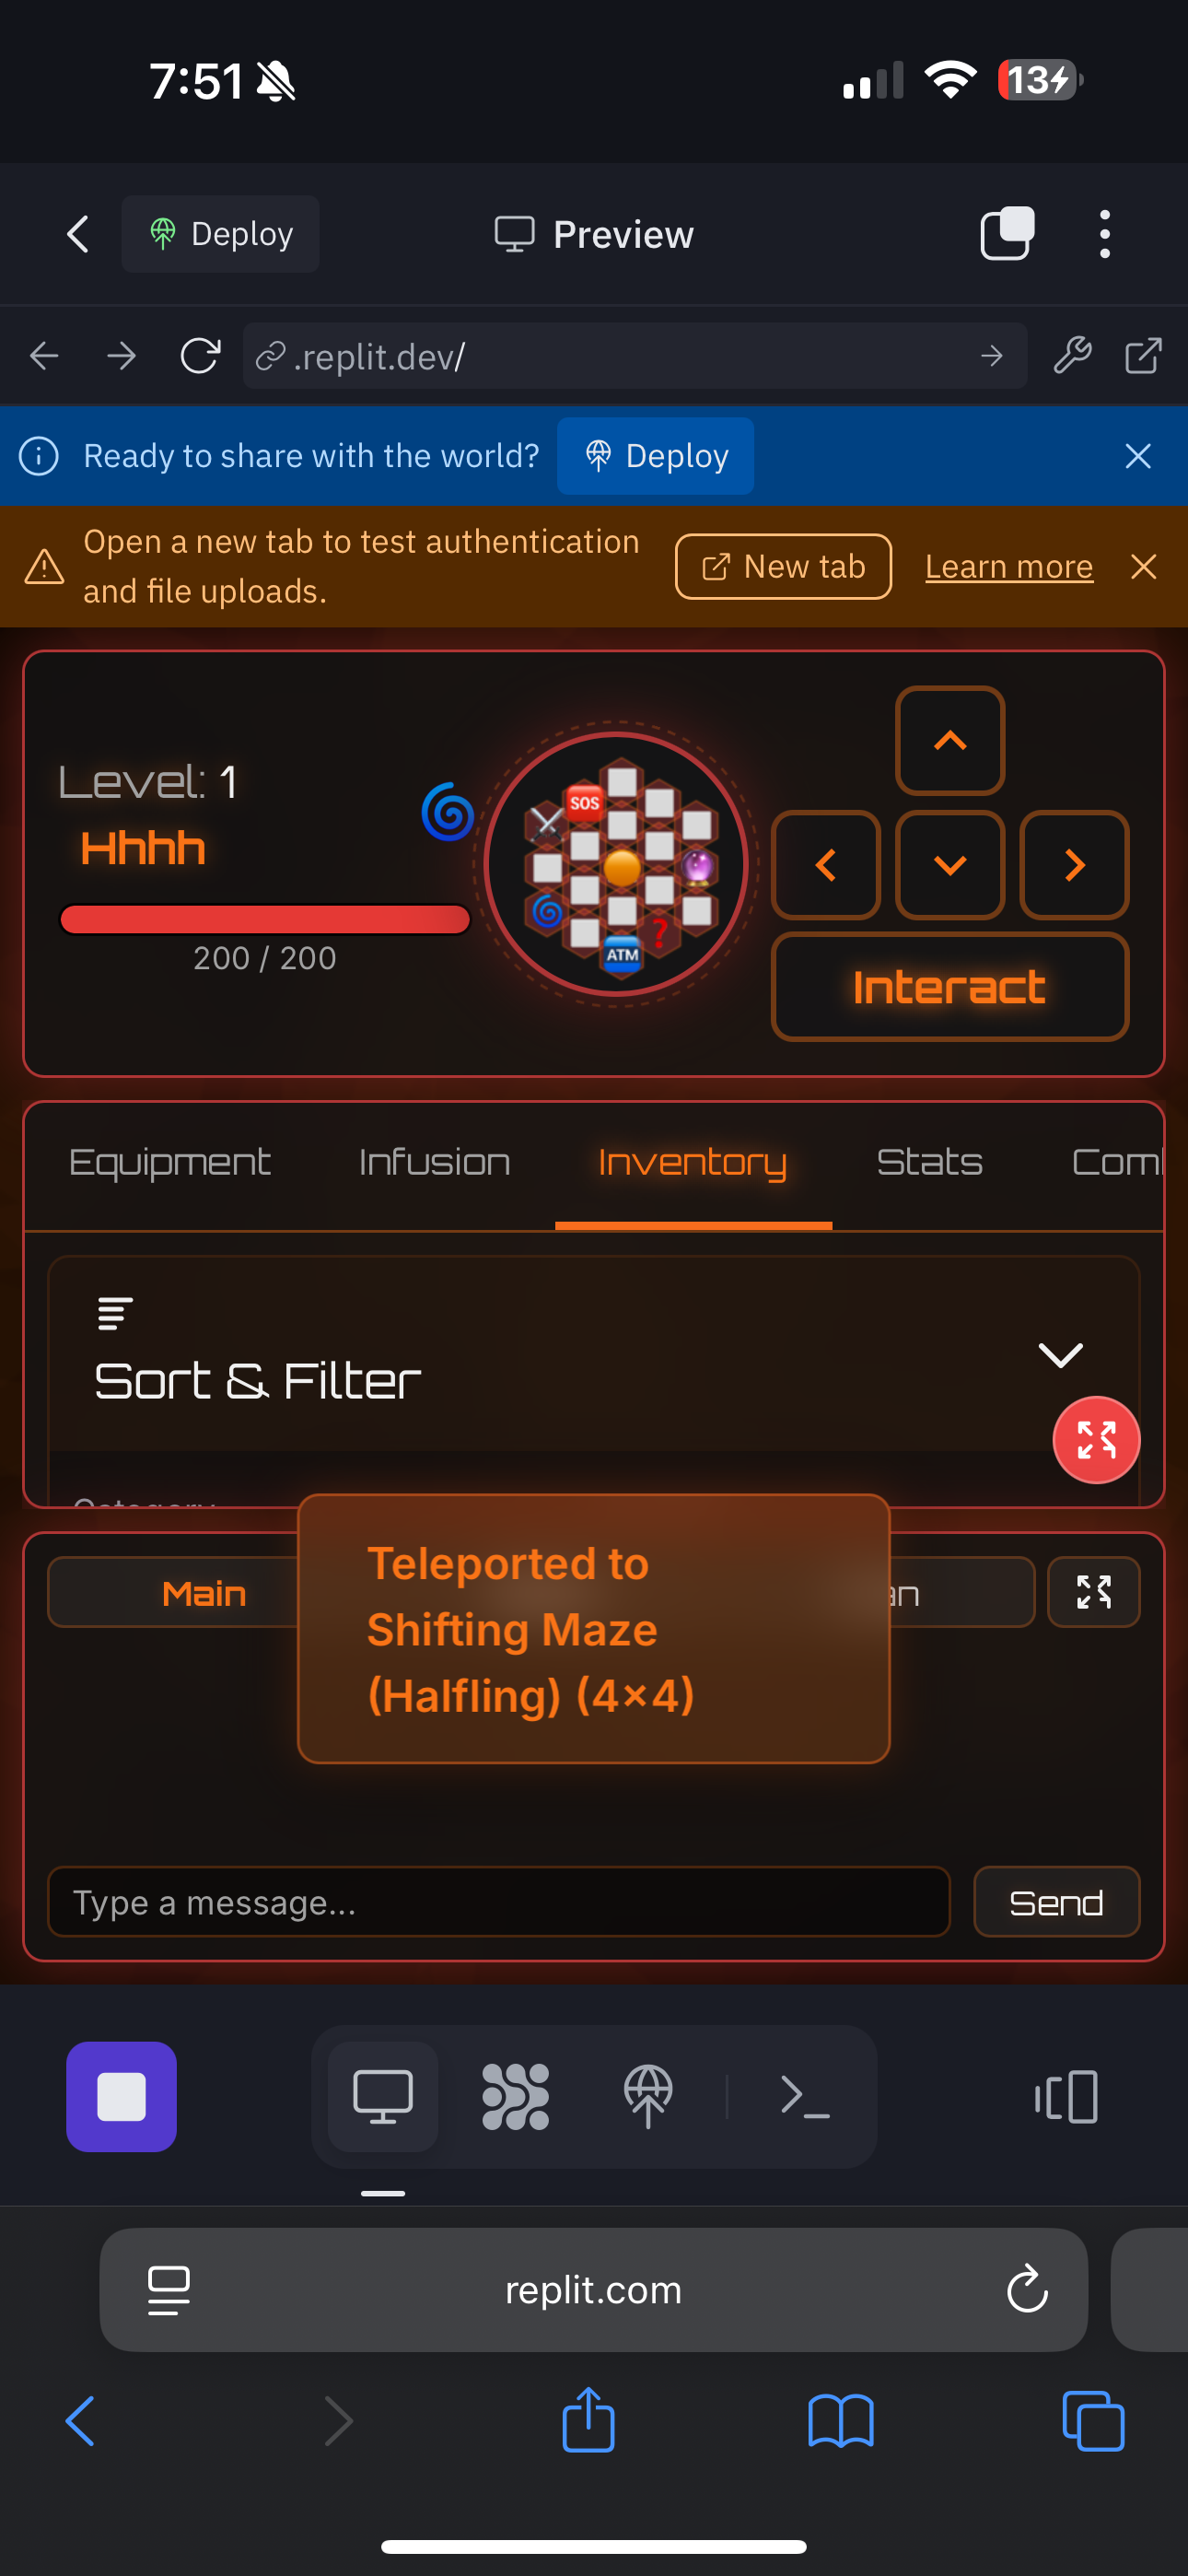 7:51
13
Deploy
Preview
.replit.dev/
Ready to share with the world?
Deploy
Open a new tab to test authentication
and file uploads.
New tab
Learn more
Level: 1
Hhhh
200 / 200
SOS
ATM
Interact
Equipment
Infusion
Inventory
Stats
Sort & Filter
Main
Teleported to
Shifting Maze
(Halfling) (4×4)
Type a message...
Send
replit.com